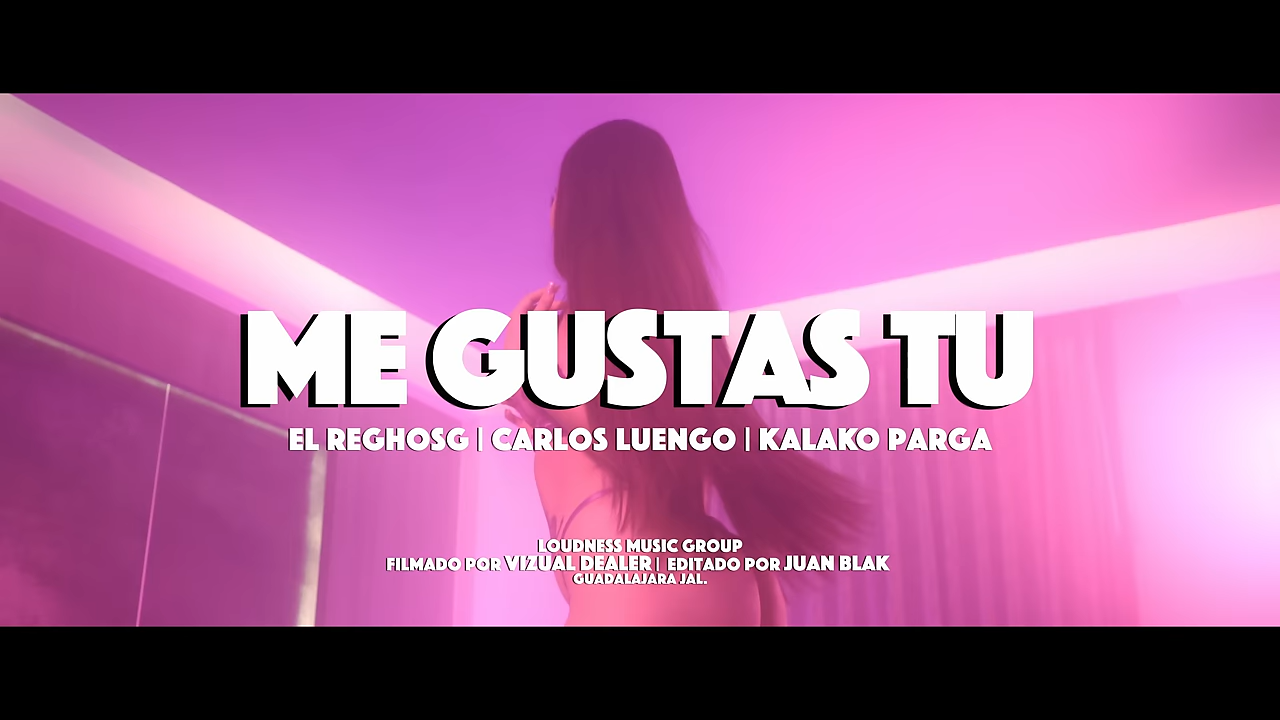 ME GUSTAS TU
EL REGHOSG | CARLOS LUENGO | KALAKO PARGA
LOUDNESS MUSIC GROUP
FILMADO POR VIZUAL DEALER | EDITADO POR JUAN BLAK
GUADALAJARA JAL.